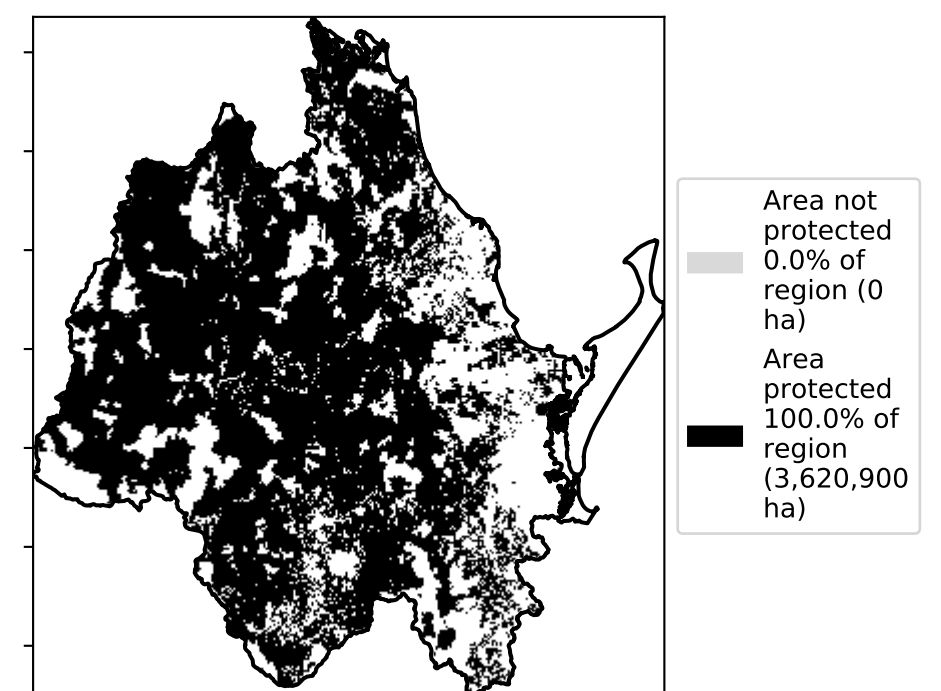 Area not
protected
0.0% of
region (0
ha)
Area
protected
100.0% of
region
(3,620,900
ha)